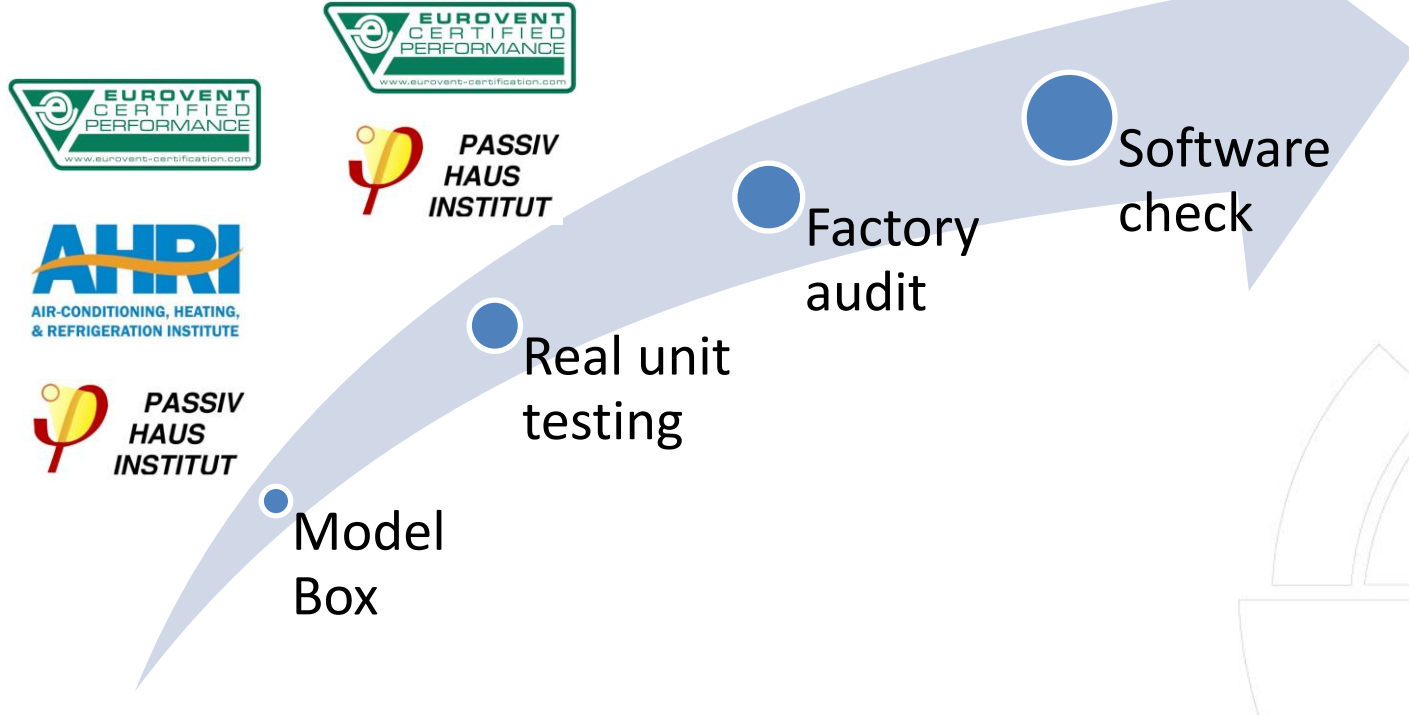 EUROVENT
CERTIFIED
PERFORMANCE
www.eurovent-certification.com
AHRI
AIR-CONDITIONING, HEATING,
& REFRIGERATION INSTITUTE
PASSIV
HAUS
INSTITUT
EUROVENT
CERTIFIED
PERFORMANCE
www.eurovent-certification.com
PASSIV
HAUS
INSTITUT
Model
Box
Real unit
testing
Factory
audit
Software
check